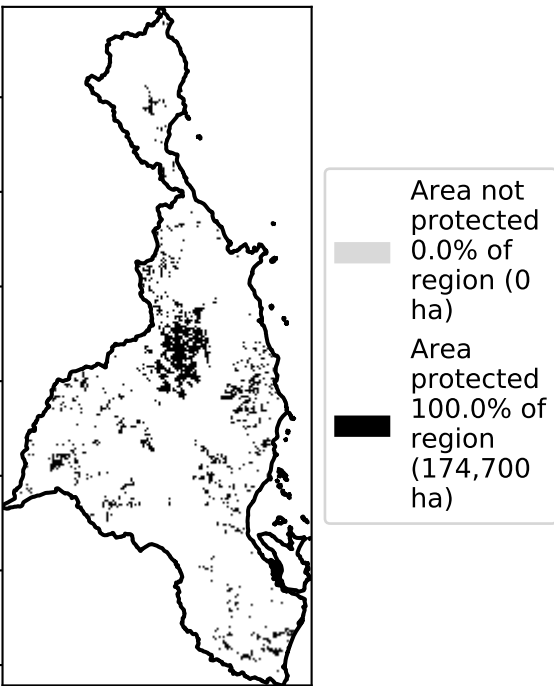 Area not
protected
0.0% of
region (0
ha)
Area
protected
100.0% of
region
(174,700
ha)